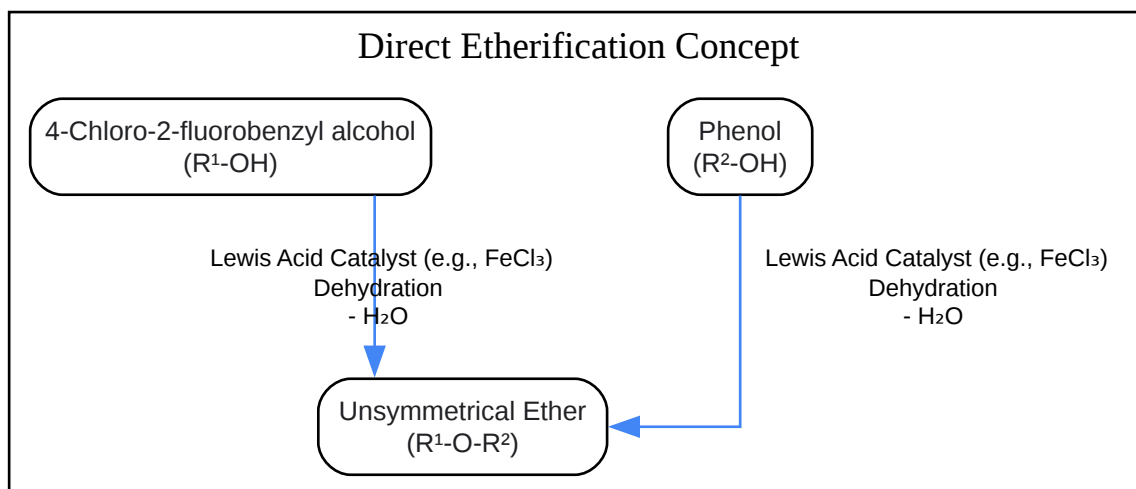 Direct Etherification Concept
4-Chloro-2-fluorobenzyl alcohol
(R¹-OH)
Phenol
(R²-OH)
Lewis Acid Catalyst (e.g., FeCl₃)
Dehydration
- H₂O
Lewis Acid Catalyst (e.g., FeCl₃)
Dehydration
- H₂O
Unsymmetrical Ether
(R¹-O-R²)